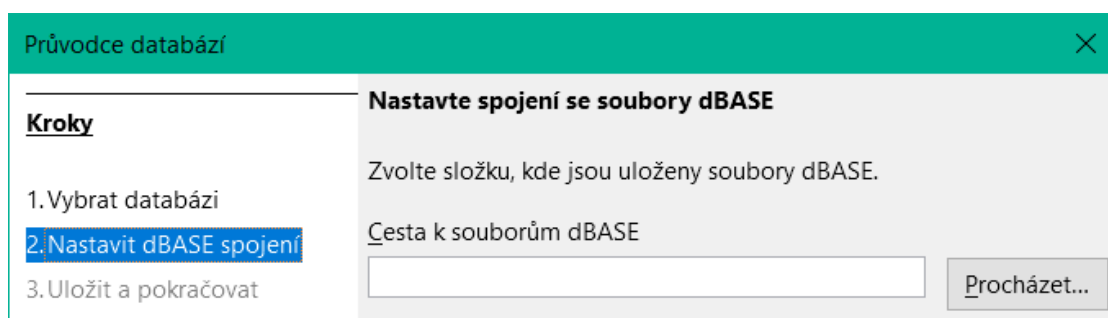 Průvodce databází
Kroky
1. Vybrat databázi
2. Nastavit dBASE spojení
3. Uložit a pokračovat
Nastavte spojení se soubory dBASE
Zvolte složku, kde jsou uloženy soubory dBASE.
Cesta k souborům dBASE
Procházet...